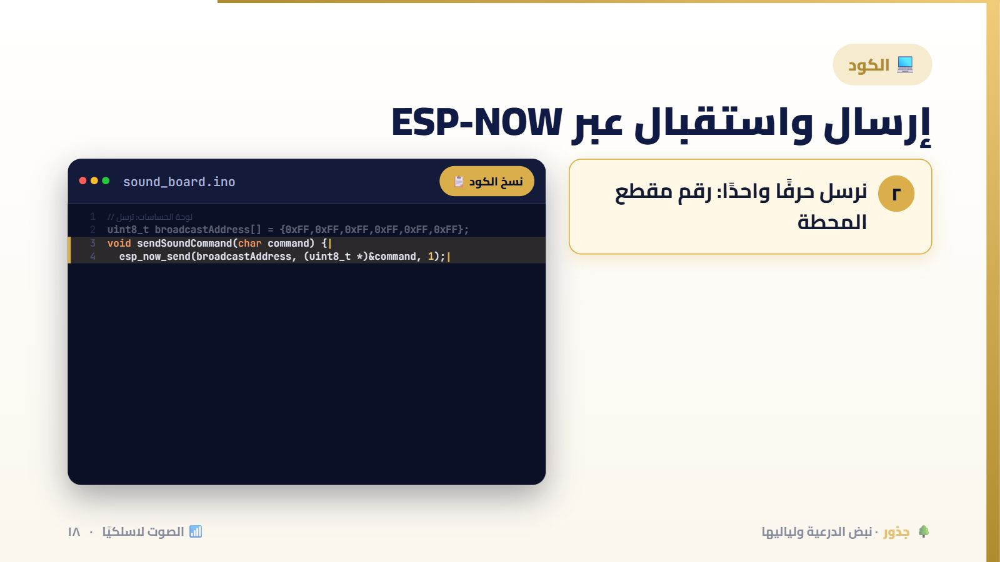 الكود
إرسال واستقبال عبر ESP-NOW
٢
نرسل حرفًا واحدًا: رقم مقطع
المحطة
sound_board.ino
نسخ الكود
1 // لوحة الحساسات: ترسل
2 uint8_t broadcastAddress[] = {0xFF,0xFF,0xFF,0xFF,0xFF,0xFF};
3 void sendSoundCommand(char command) {
4 esp_now_send(broadcastAddress, (uint8_t *)&command, 1);
جذور · نبض الدرعية ولياليها
الصوت لاسلكيًا · ١٨